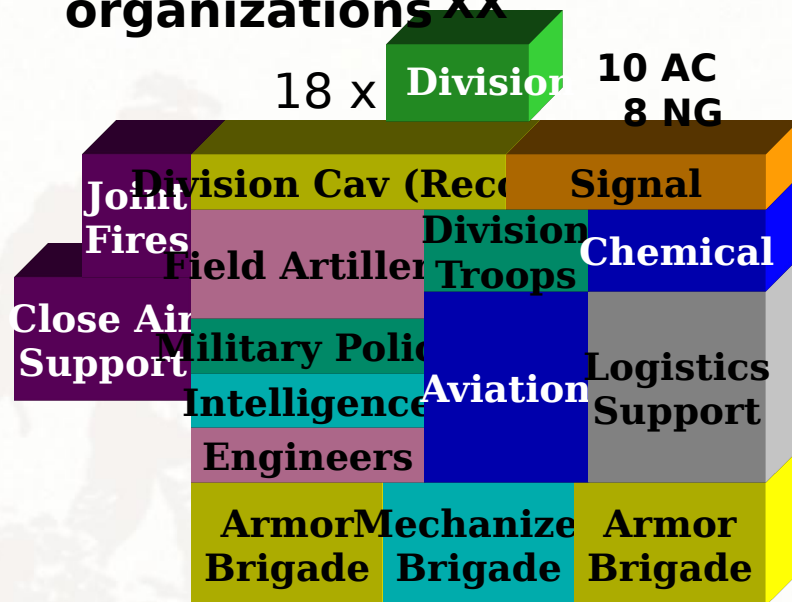 organizations XX
18 x
Division
10 AC
8 NG
Joint
Fires
Division Cav (Reco
Signal
Field Artiller
Division
Troops
Chemical
Close Air
Support
Military Polic
Intelligence
Aviation
Logistics
Support
Engineers
Armor
Brigade
Mechanize
Brigade
Armor
Brigade